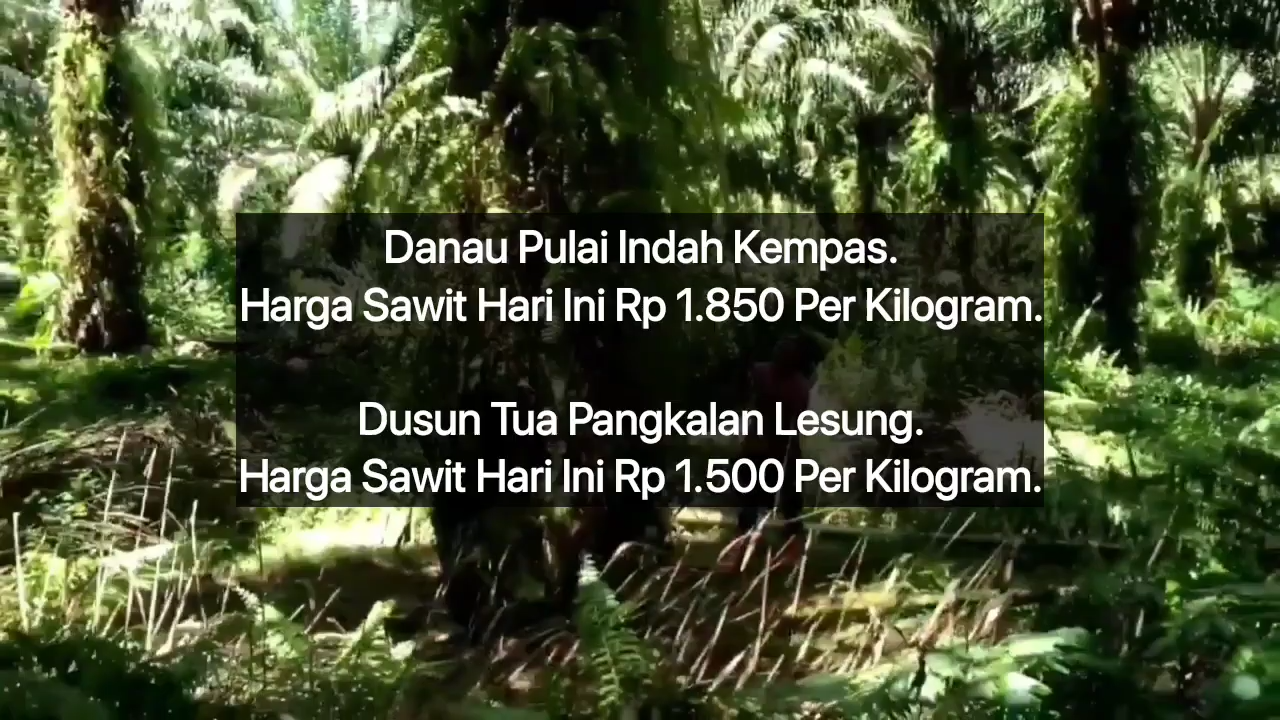 Danau Pulai Indah Kempas.
Harga Sawit Hari Ini Rp 1.850 Per Kilogram.
Dusun Tua Pangkalan Lesung.
Harga Sawit Hari Ini Rp 1.500 Per Kilogram.